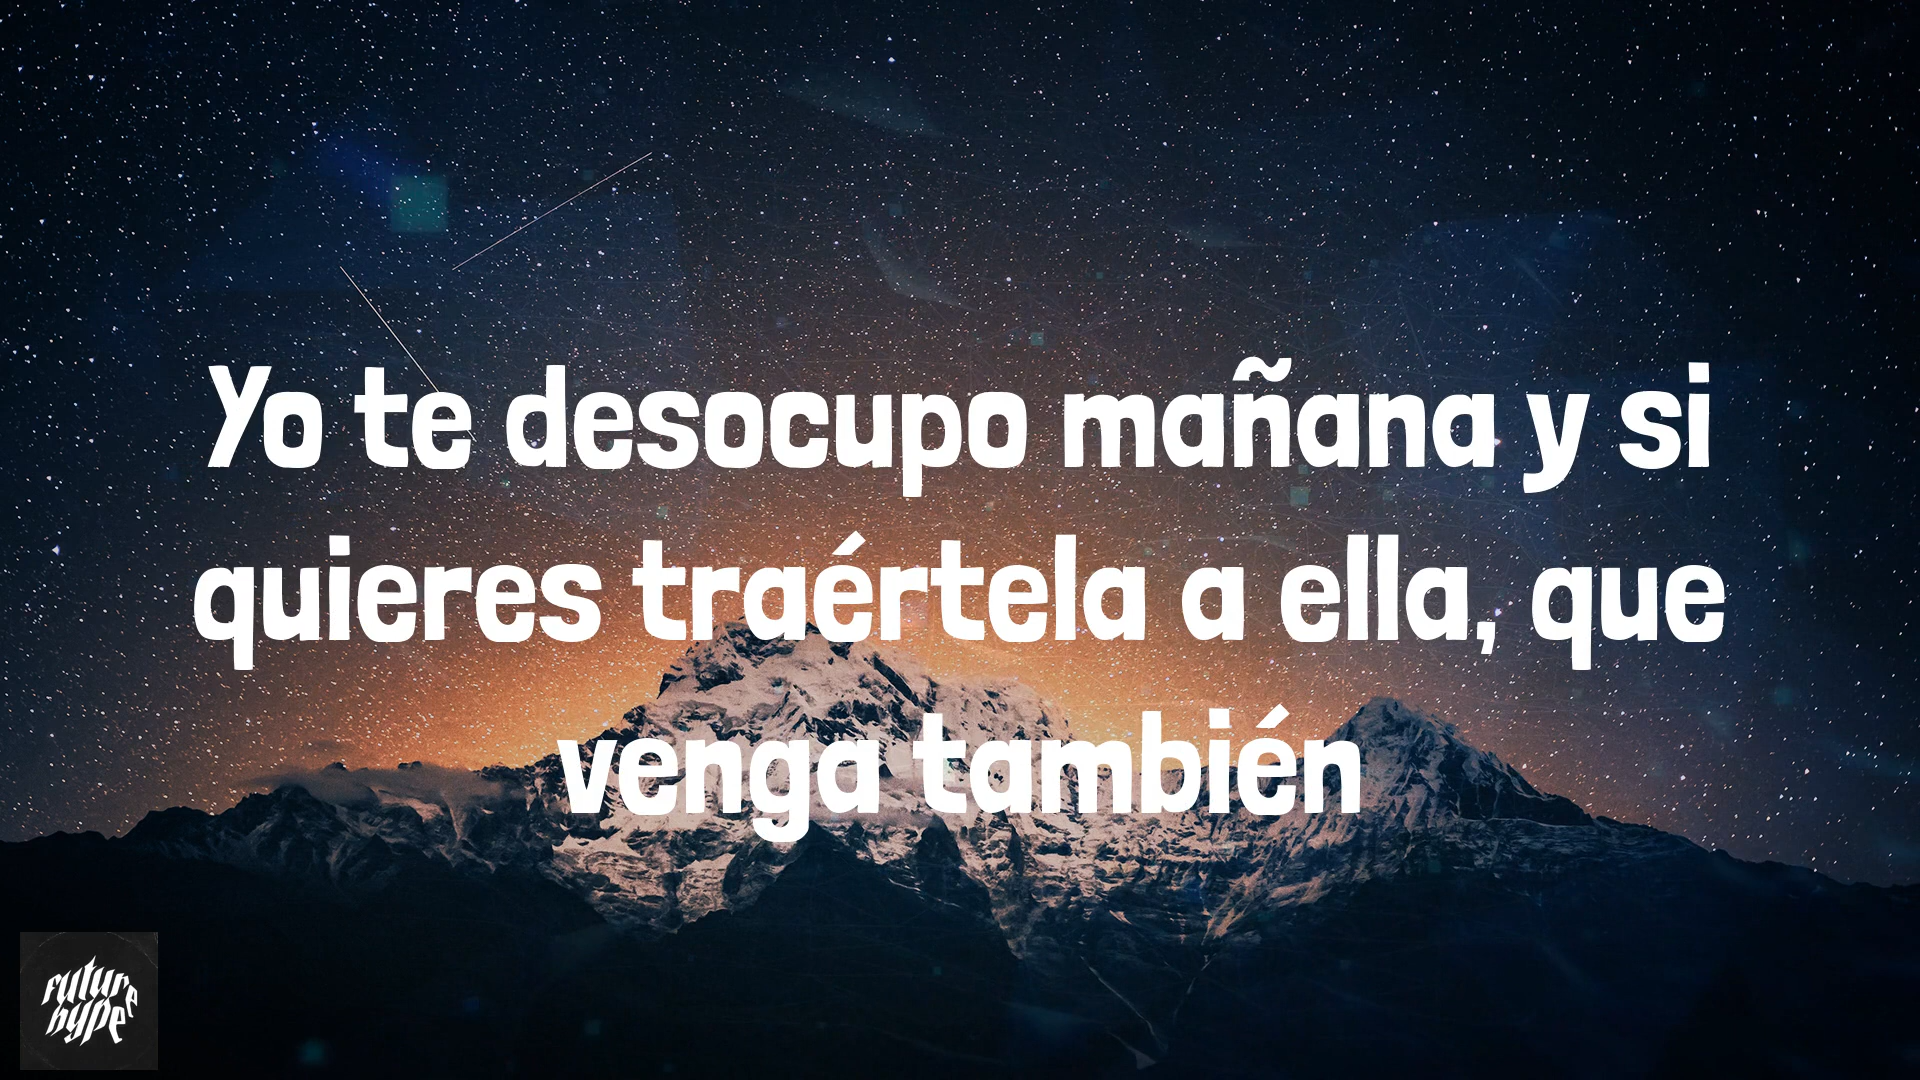 Yo te desocupo mañana y si
quieres traértela a ella, que
venga también
future
hype